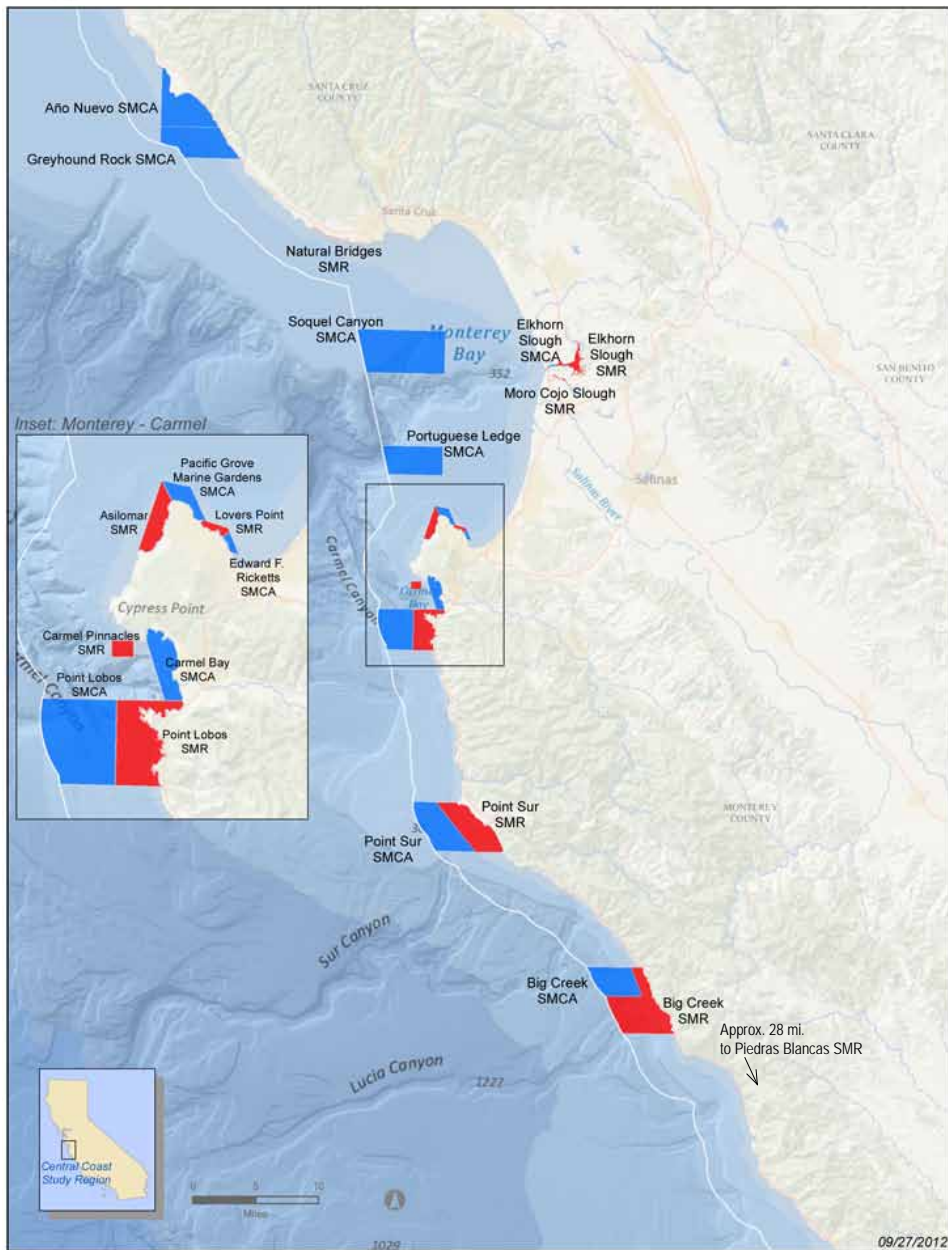 SANTA CRUZ
COUNTY
Año Nuevo SMCA
SANTA CLARA
COUNTY
Greyhound Rock SMCA
Santa Cruz
Natural Bridges
SMR
Soquel Canyon
SMCA
Monterey
Bay
Elkhorn
Slough
SMCA
Elkhorn
Slough
SMR
352
SAN BENITO
COUNTY
Moro Cojo Slough
SMR
Inset: Monterey - Carmel
Portuguese Ledge
SMCA
Salinas
Salinas River
Pacific Grove
Marine Gardens
SMCA
Asilomar
SMR
Lovers Point
SMR
Edward F.
Ricketts
SMCA
Carmel Canyon
Carmel
Bay
Cypress Point
Carmel Pinnacles
SMR
Carmel Bay
SMCA
Point Lobos
SMCA
Carmel Canyon
Point Lobos
SMR
Point Sur
SMR
MONTEREY
COUNTY
Point Sur
SMCA
Sur Canyon
Big Creek
SMCA
Big Creek
SMR
Approx. 28 mi.
to Piedras Blancas SMR
Lucia Canyon
1227
Central Coast
Study Region
0 5 10
Miles
1029
09/27/2012